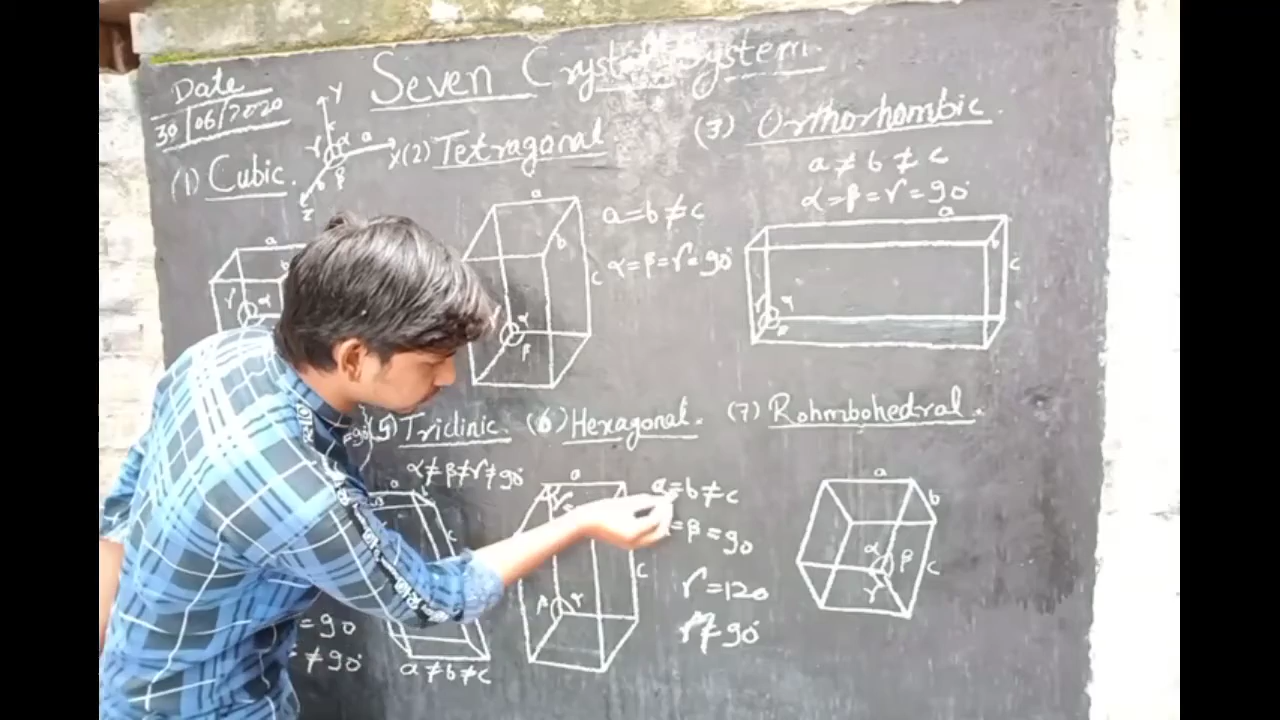 Seven Crystal System.
Date
30/06/2020
Y
a
α
γ
β
b
X
Z
(1) Cubic.
a
γ α
(2) Tetragonal
a
b
c
a=b≠c
α=β=γ=90°
γ α
β
(3) Orthorhombic
a≠b≠c
α=β=γ=90°
a
b
c
γ α
=90
≠90°
(5) Triclinic.
α≠β≠γ≠90°
c
a≠b≠c
(6) Hexagonal.
a
c
β γ
a=b≠c
=β=90
γ=120
γ≠90°
(7) Rohmbohedral.
a
b
c
α β
γ